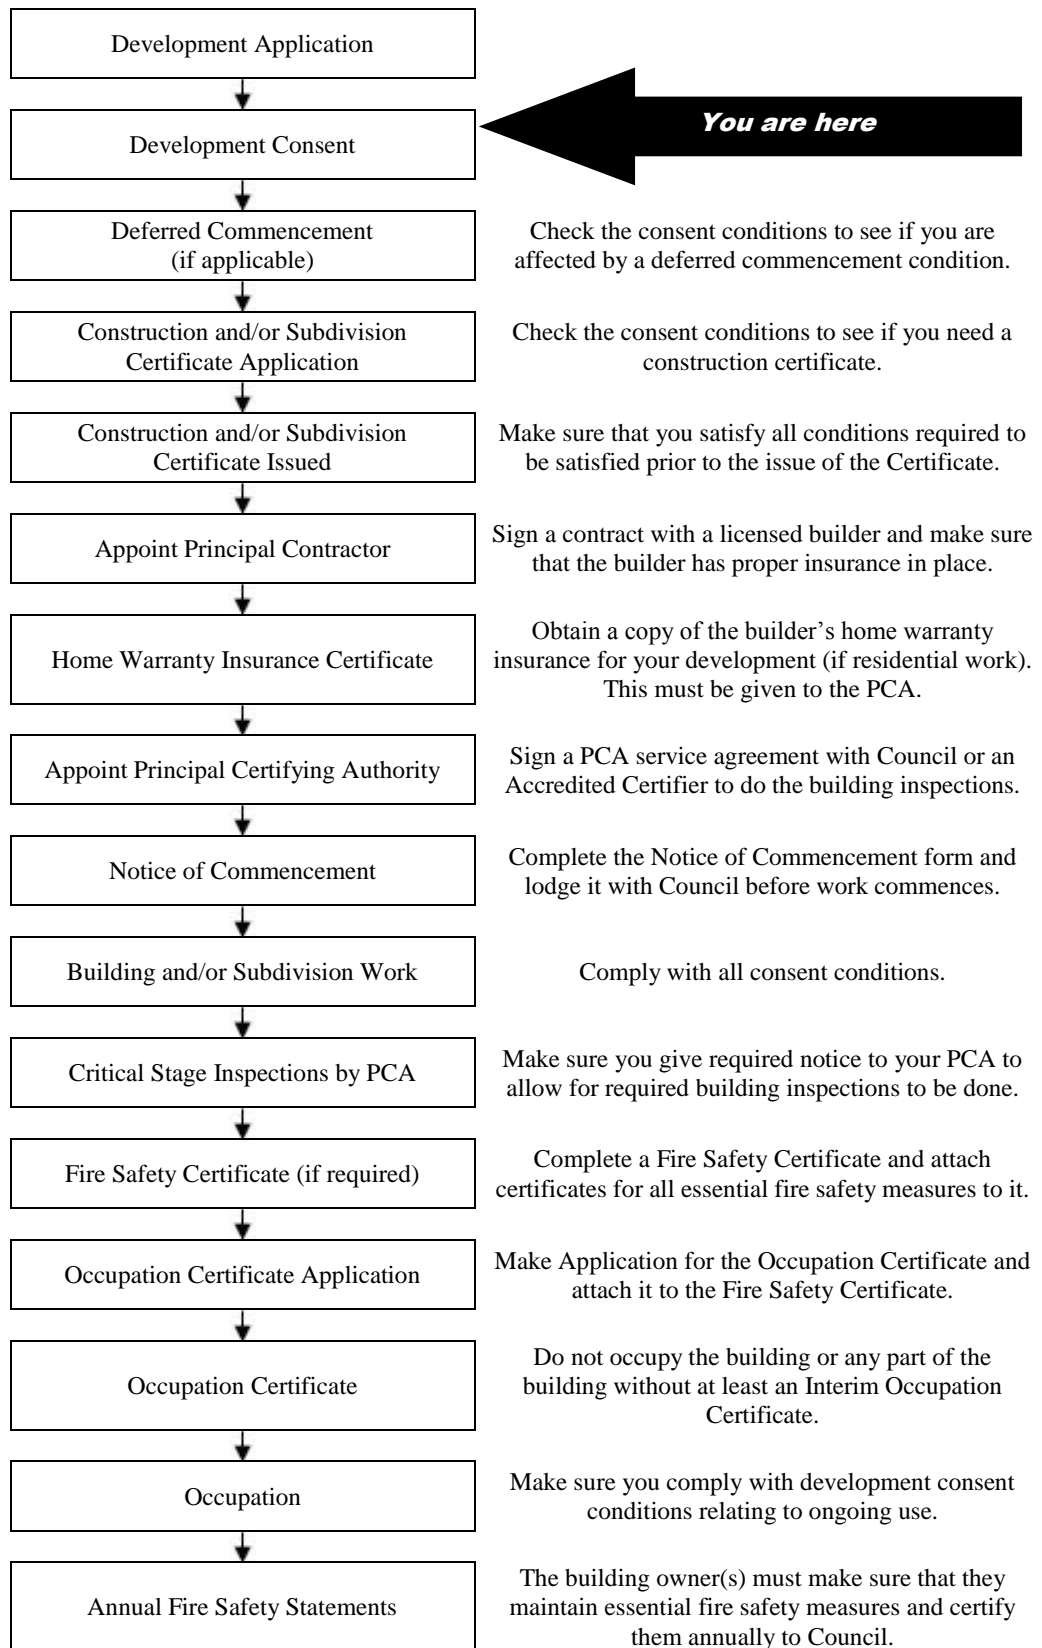 Development Application
Development Consent
You are here
Deferred Commencement
(if applicable)
Check the consent conditions to see if you are
affected by a deferred commencement condition.
Construction and/or Subdivision
Certificate Application
Check the consent conditions to see if you need a
construction certificate.
Construction and/or Subdivision
Certificate Issued
Make sure that you satisfy all conditions required to
be satisfied prior to the issue of the Certificate.
Appoint Principal Contractor
Sign a contract with a licensed builder and make sure
that the builder has proper insurance in place.
Home Warranty Insurance Certificate
Obtain a copy of the builder’s home warranty
insurance for your development (if residential work).
This must be given to the PCA.
Appoint Principal Certifying Authority
Sign a PCA service agreement with Council or an
Accredited Certifier to do the building inspections.
Notice of Commencement
Complete the Notice of Commencement form and
lodge it with Council before work commences.
Building and/or Subdivision Work
Comply with all consent conditions.
Critical Stage Inspections by PCA
Make sure you give required notice to your PCA to
allow for required building inspections to be done.
Fire Safety Certificate (if required)
Complete a Fire Safety Certificate and attach
certificates for all essential fire safety measures to it.
Occupation Certificate Application
Make Application for the Occupation Certificate and
attach it to the Fire Safety Certificate.
Occupation Certificate
Do not occupy the building or any part of the
building without at least an Interim Occupation
Certificate.
Occupation
Make sure you comply with development consent
conditions relating to ongoing use.
Annual Fire Safety Statements
The building owner(s) must make sure that they
maintain essential fire safety measures and certify
them annually to Council.